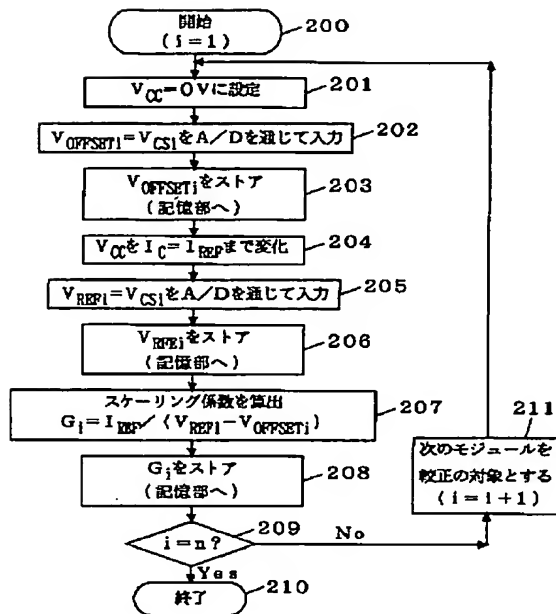 開始
(i=1)
200
V_CC=0Vに設定
201
V_OFFSETi=V_CSiをA/Dを通じて入力
202
V_OFFSETiをストア
(記憶部へ)
203
V_CCをI_C=I_REFまで変化
204
V_REFi=V_CSiをA/Dを通じて入力
205
V_RFEiをストア
(記憶部へ)
206
スケーリング係数を算出
G_i=I_REF/(V_REFi-V_OFFSETi)
207
G_iをストア
(記憶部へ)
208
i=n?
209
No
Yes
終了
210
211
次のモジュールを
較正の対象とする
(i=i+1)